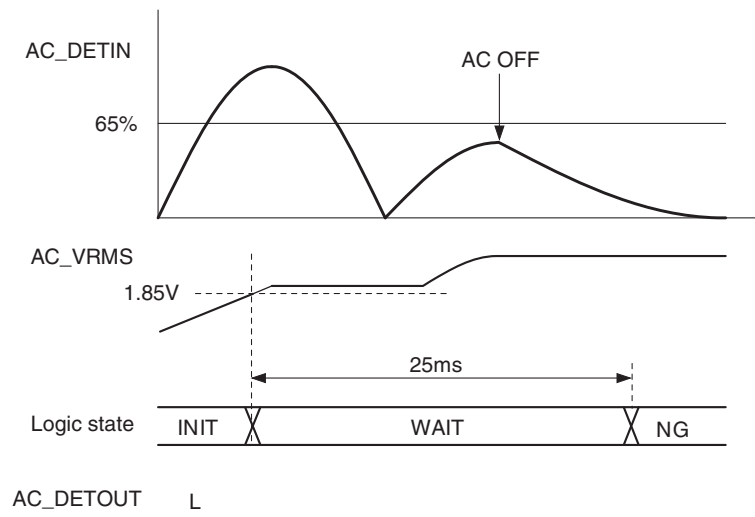 AC_DETIN
AC OFF
65%
AC_VRMS
1.85V
25ms
Logic state INIT WAIT NG
AC_DETOUT L